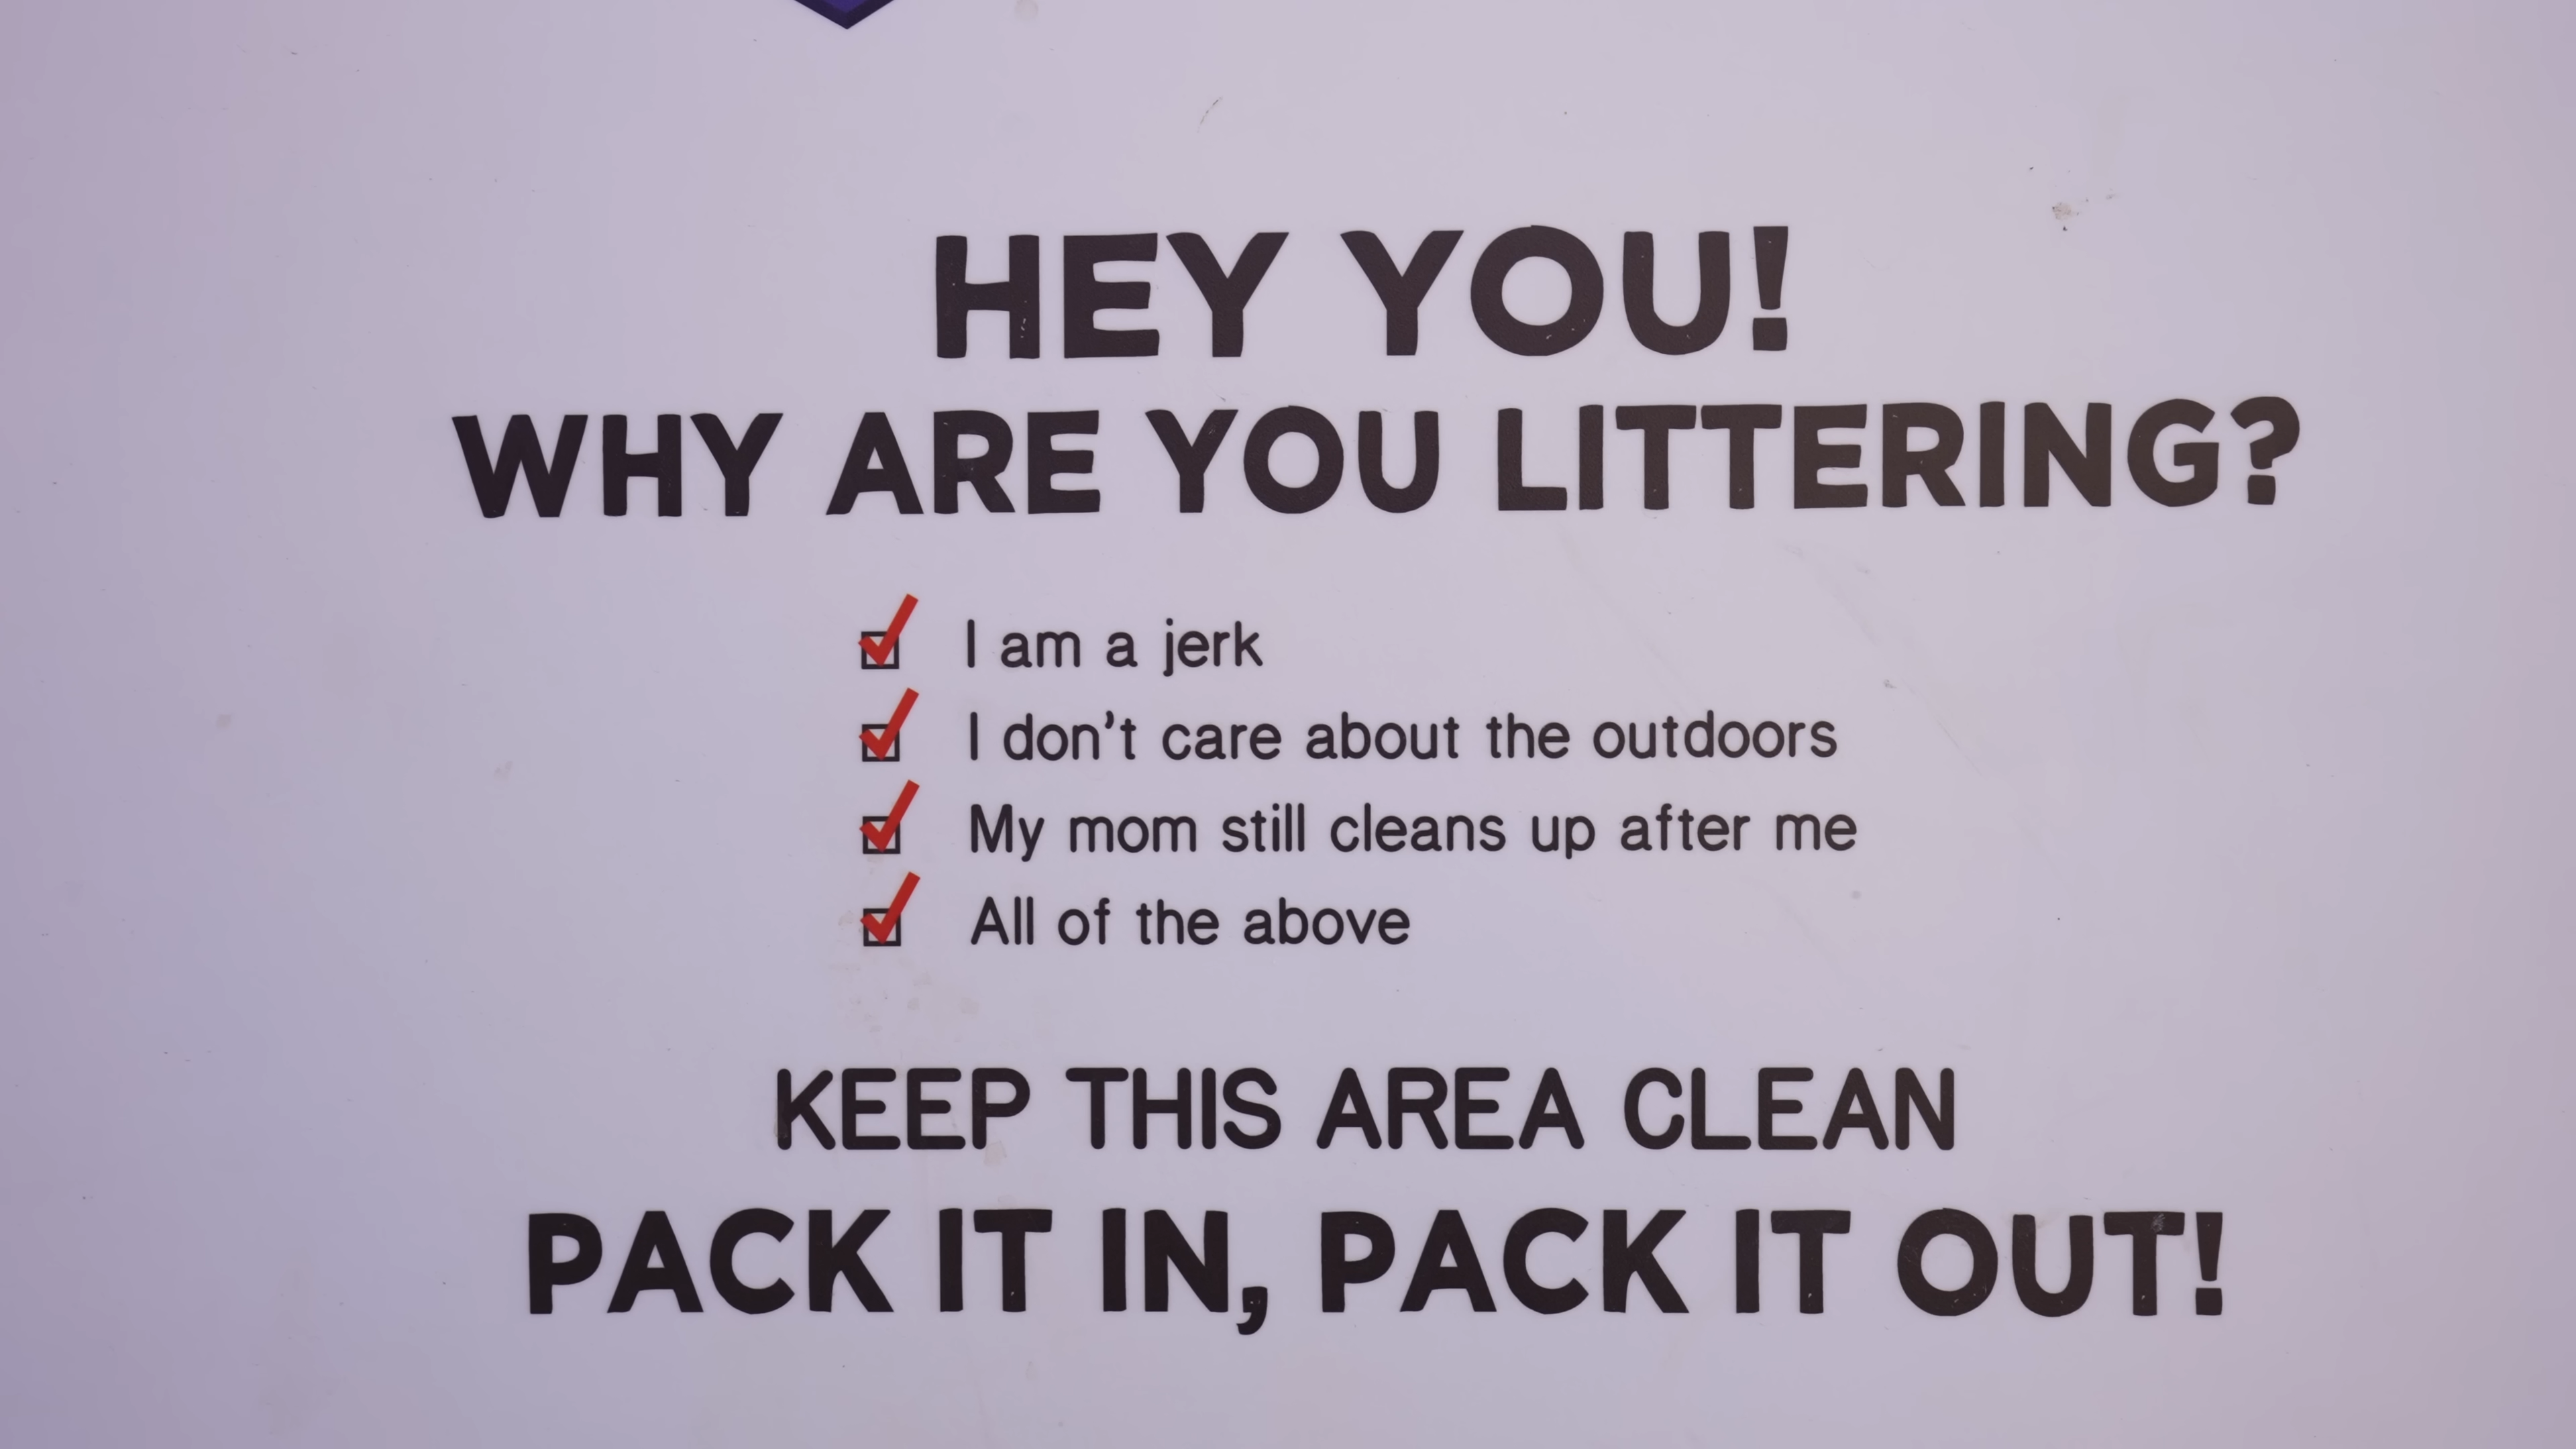 HEY YOU!
WHY ARE YOU LITTERING?
I am a jerk
I don't care about the outdoors
My mom still cleans up after me
All of the above
KEEP THIS AREA CLEAN
PACK IT IN, PACK IT OUT!